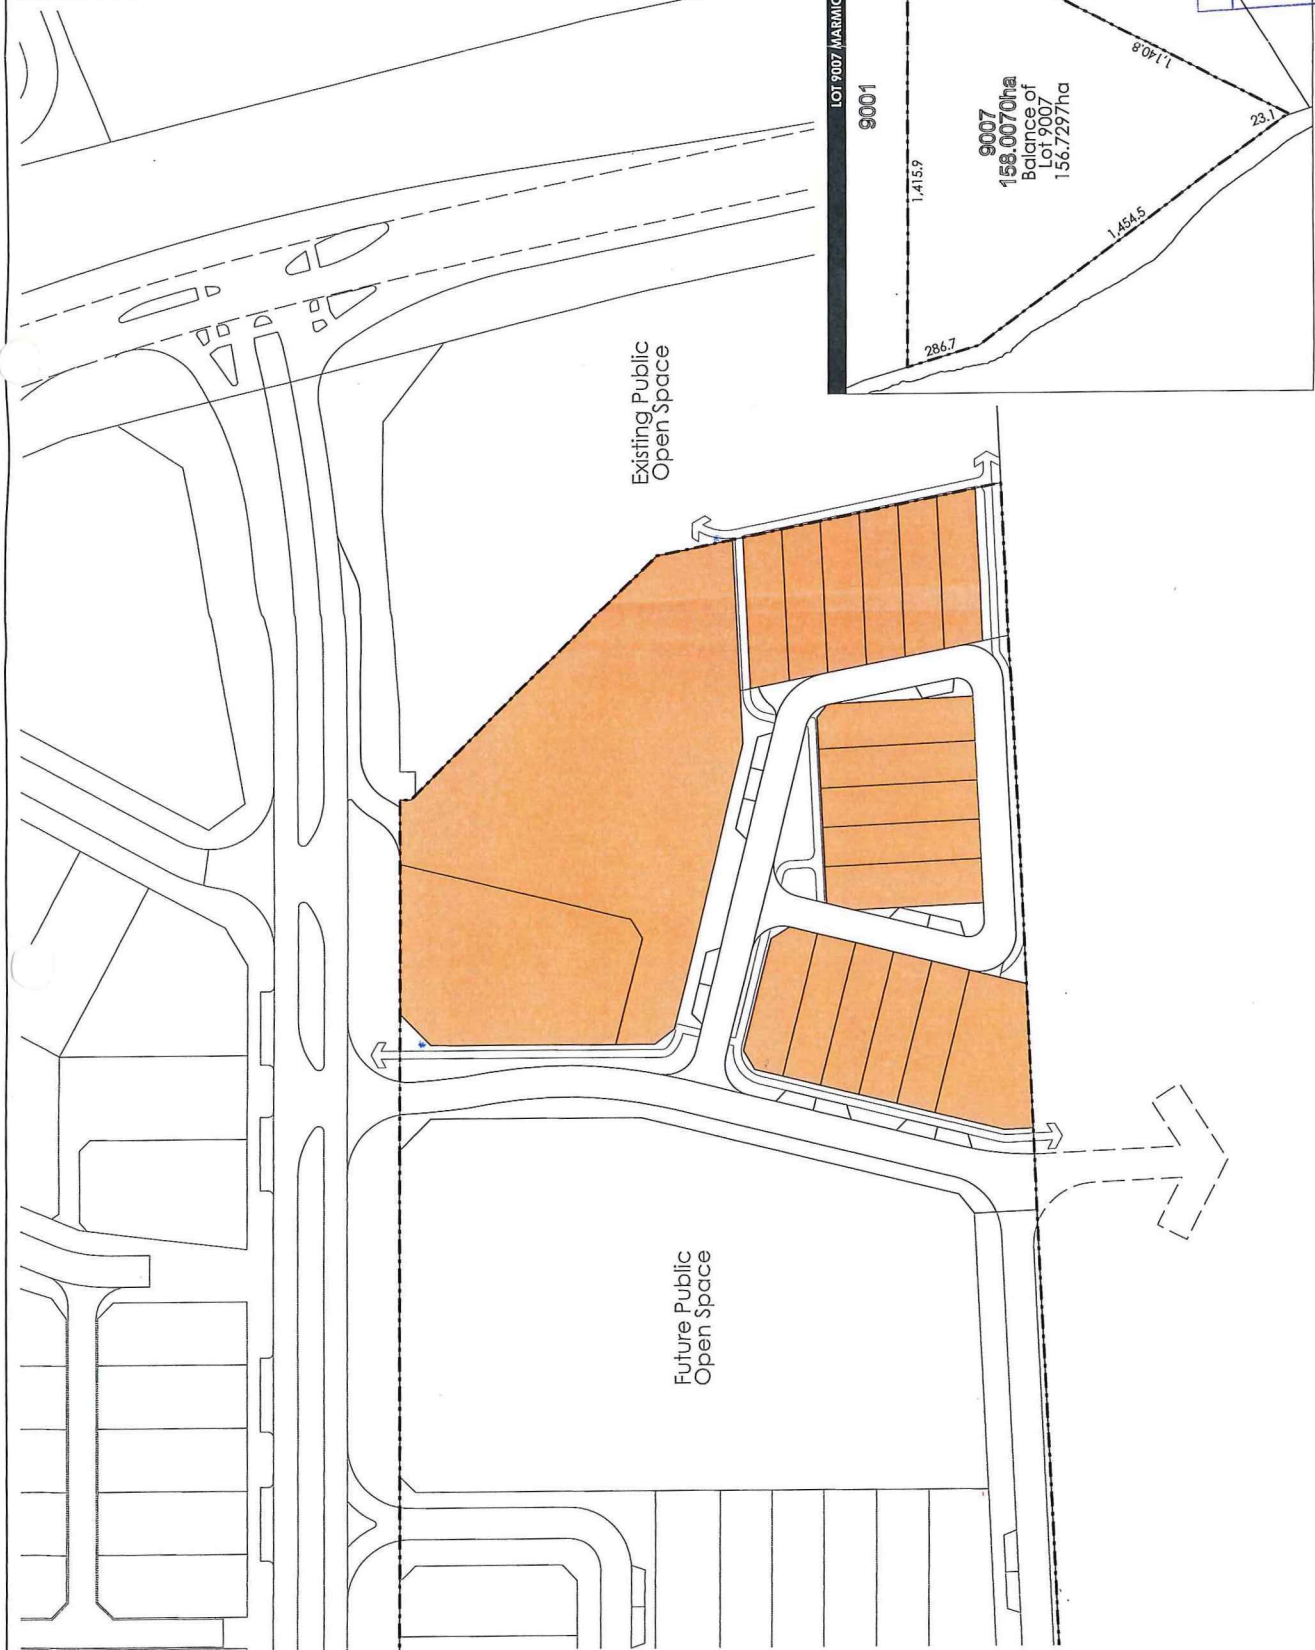 LOT 9007 MARMIO
9001
1,415.9
9007
158.0070ha
Balance of
Lot 9007
156.7297ha
1,140.8
23.1
1,454.5
286.7
Existing Public
Open Space
Future Public
Open Space